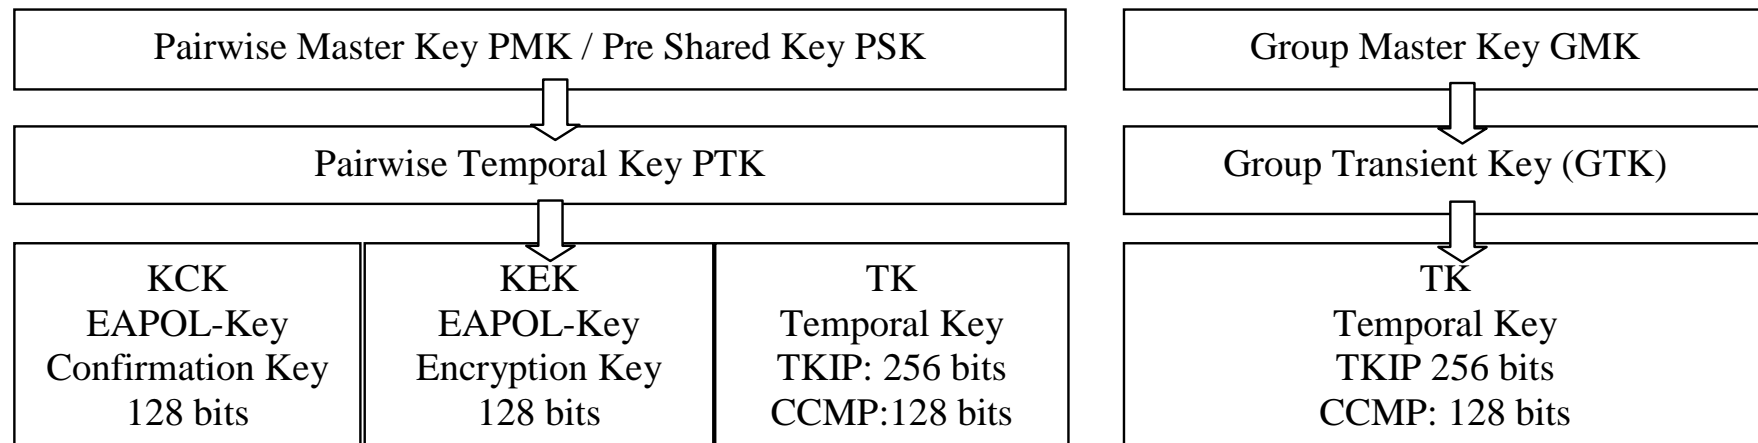 Pairwise Master Key PMK / Pre Shared Key PSK
Pairwise Temporal Key PTK
KCK
EAPOL-Key
Confirmation Key
128 bits
KEK
EAPOL-Key
Encryption Key
128 bits
TK
Temporal Key
TKIP: 256 bits
CCMP:128 bits
Group Master Key GMK
Group Transient Key (GTK)
TK
Temporal Key
TKIP 256 bits
CCMP: 128 bits